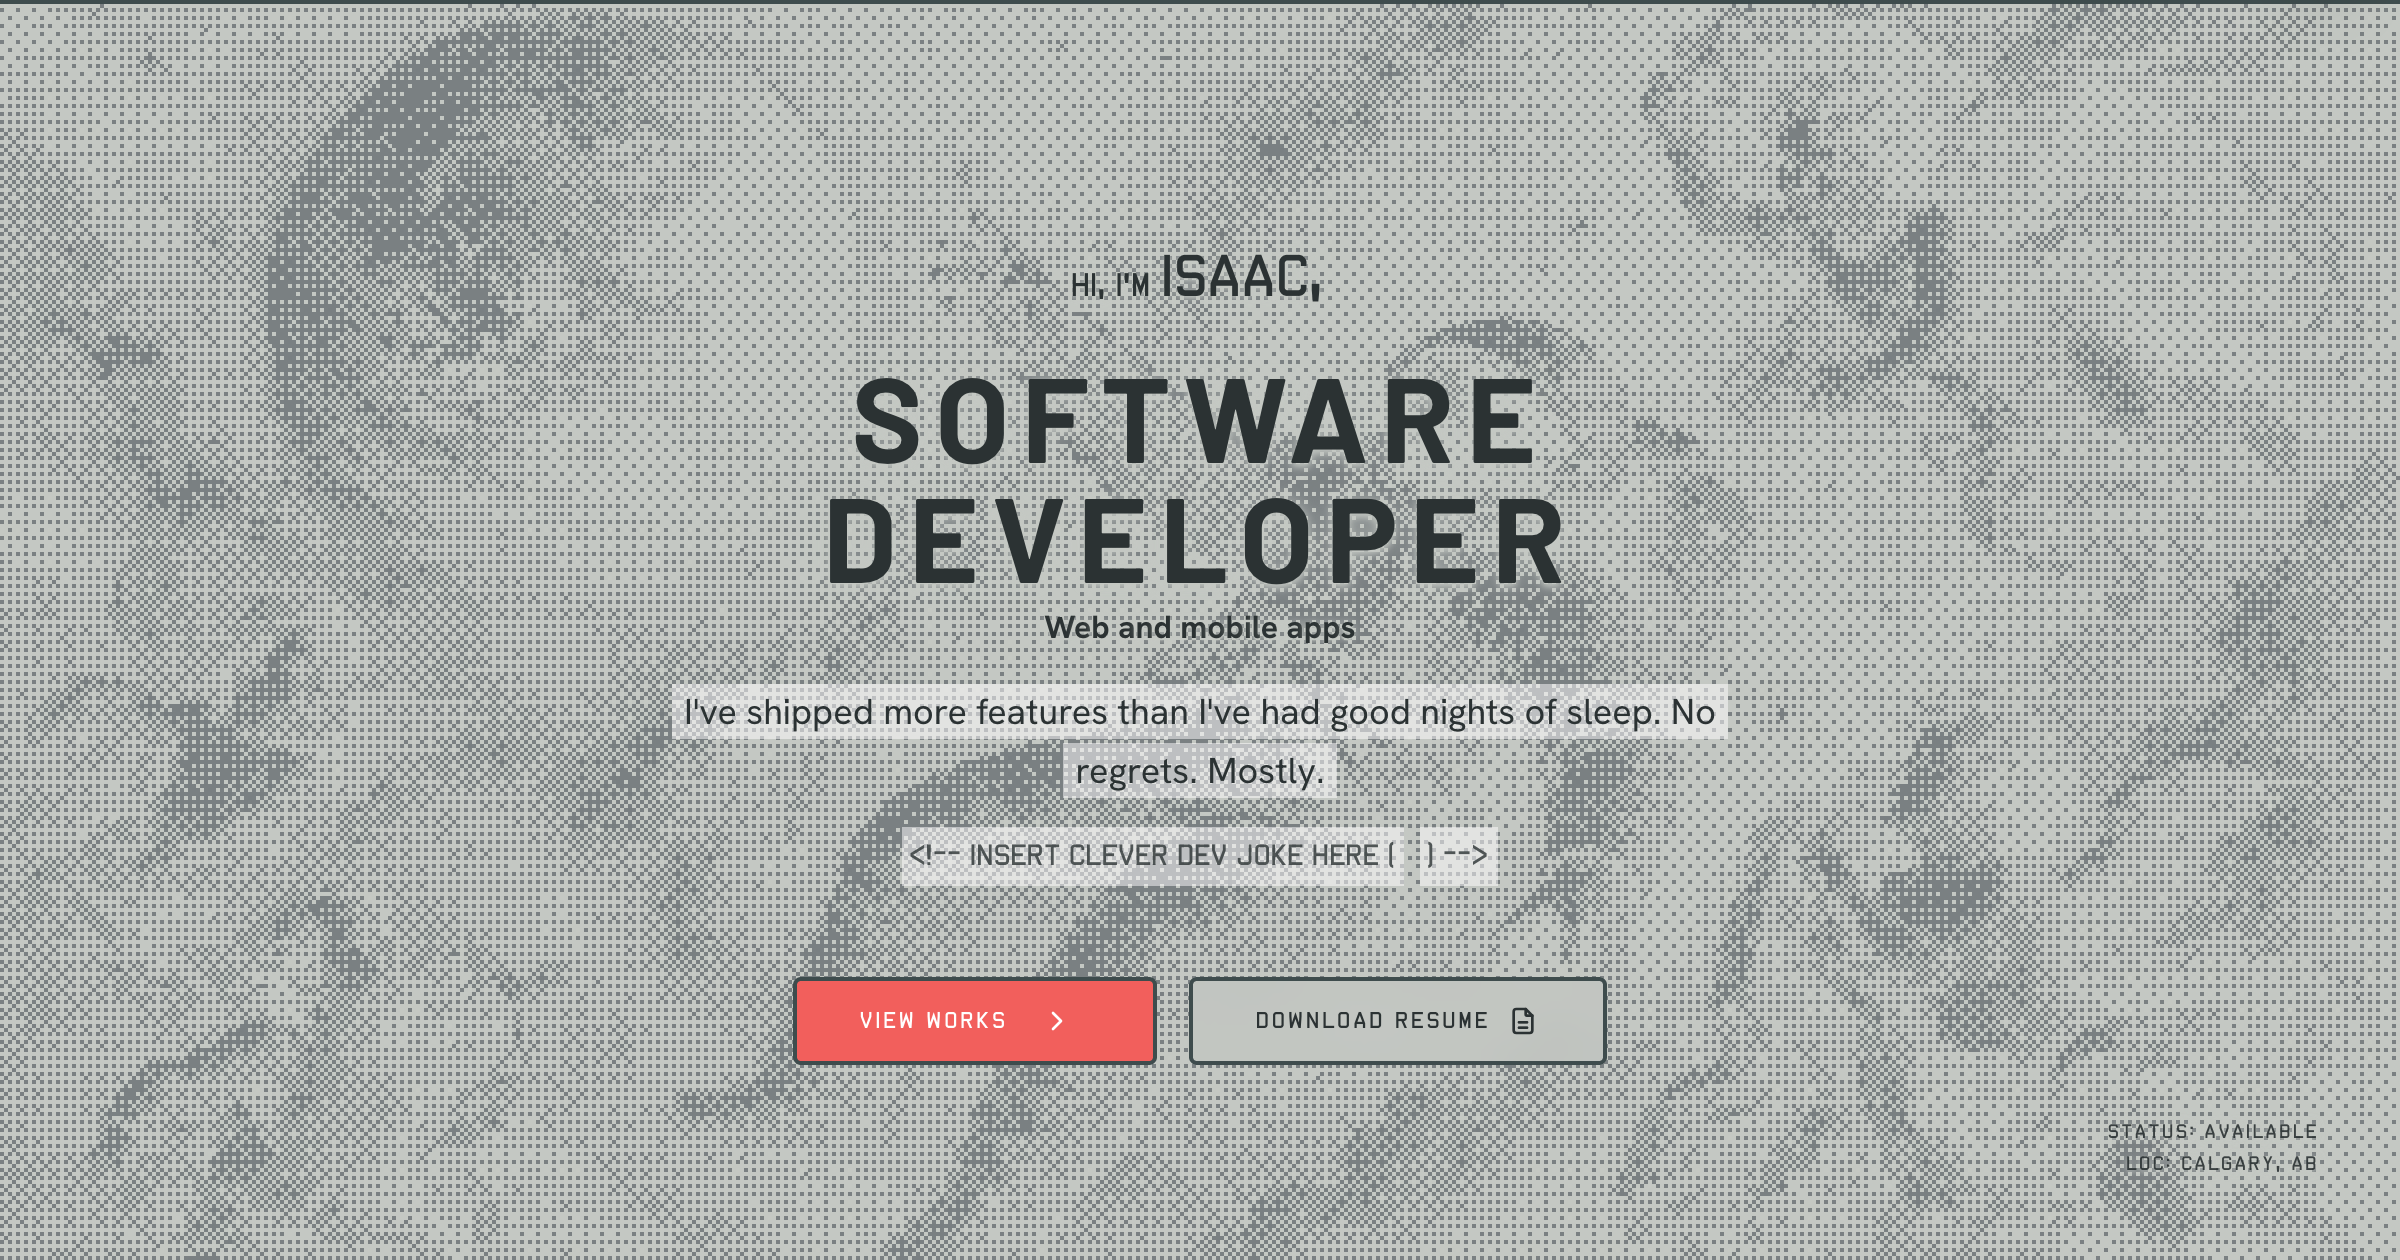 HI, I'M ISAAC,
SOFTWARE
DEVELOPER
Web and mobile apps
I've shipped more features than I've had good nights of sleep. No
regrets. Mostly.
<!-- INSERT CLEVER DEV JOKE HERE ( ) -->
VIEW WORKS
DOWNLOAD RESUME
STATUS: AVAILABLE
LOC: CALGARY, AB